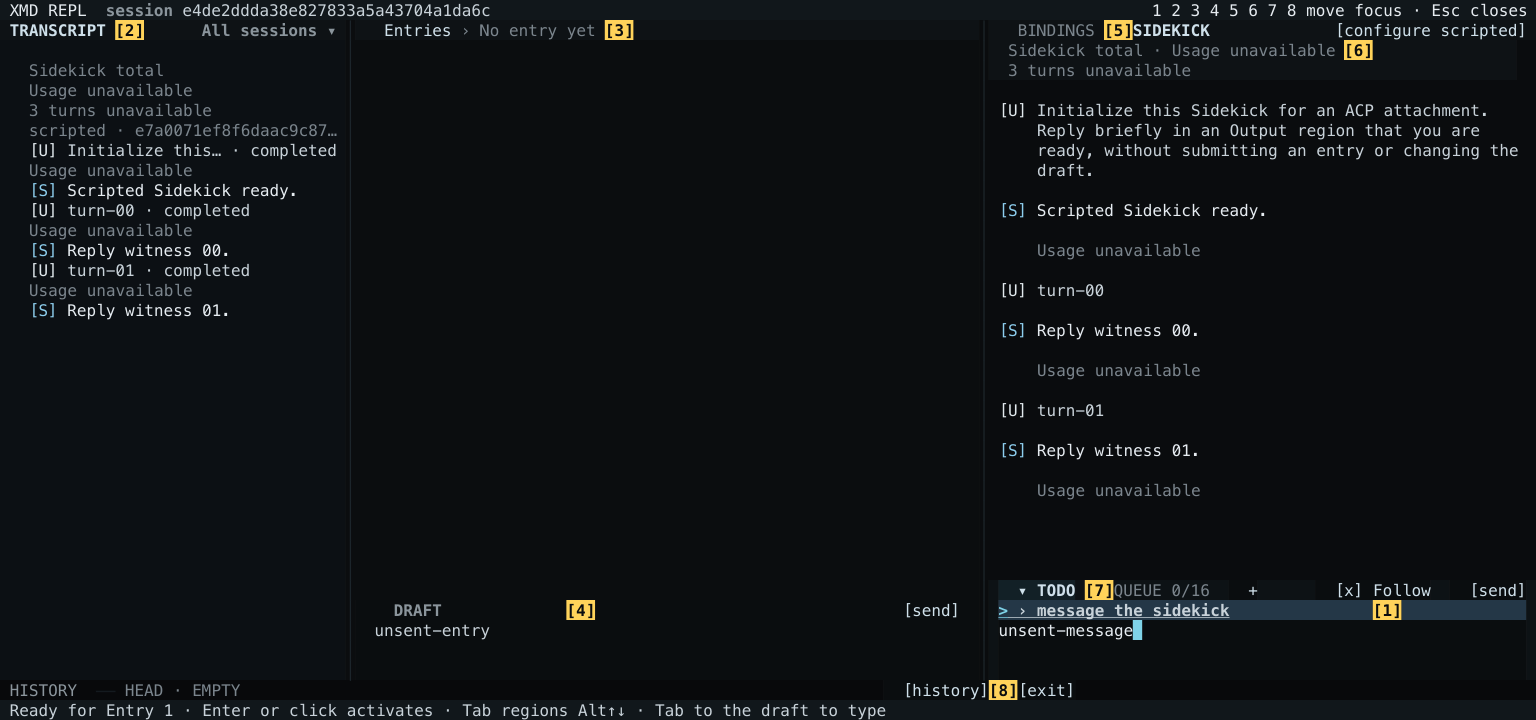 XMD REPL session e4de2ddda38e827833a5a43704a1da6c 1 2 3 4 5 6 7 8 move focus · Esc closes
TRANSCRIPT [2] All sessions ▾
Sidekick total
Usage unavailable
3 turns unavailable
scripted · e7a0071ef8f6daac9c87…
[U] Initialize this… · completed
Usage unavailable
[S] Scripted Sidekick ready.
[U] turn-00 · completed
Usage unavailable
[S] Reply witness 00.
[U] turn-01 · completed
Usage unavailable
[S] Reply witness 01.
Entries › No entry yet [3]
DRAFT [4] [send]
unsent-entry
BINDINGS [5]SIDEKICK [configure scripted]
Sidekick total · Usage unavailable [6]
3 turns unavailable
[U] Initialize this Sidekick for an ACP attachment.
Reply briefly in an Output region that you are
ready, without submitting an entry or changing the
draft.
[S] Scripted Sidekick ready.
Usage unavailable
[U] turn-00
[S] Reply witness 00.
Usage unavailable
[U] turn-01
[S] Reply witness 01.
Usage unavailable
▾ TODO [7]QUEUE 0/16 + [x] Follow [send]
> › message the sidekick [1]
unsent-message
HISTORY —— HEAD · EMPTY [history][8][exit]
Ready for Entry 1 · Enter or click activates · Tab regions Alt↑↓ · Tab to the draft to type